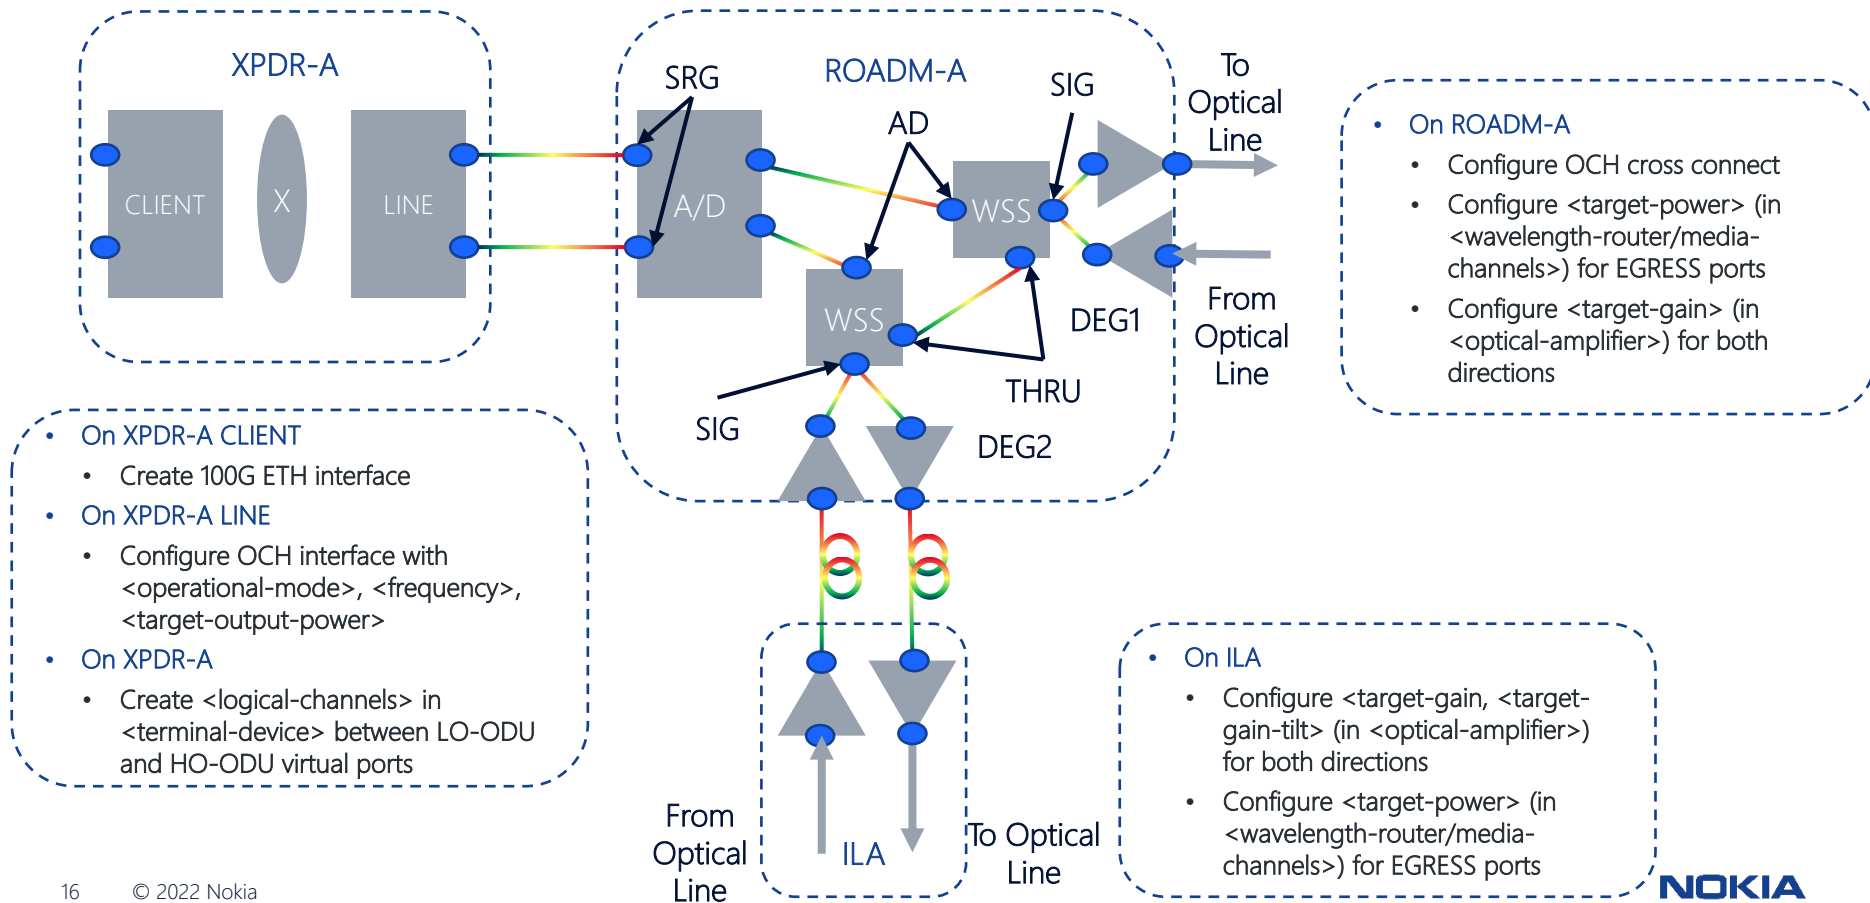 XPDR-A
CLIENT
X
LINE
SRG
ROADM-A
AD
SIG
A/D
WSS
WSS
DEG1
THRU
SIG
DEG2
To
Optical
Line
From
Optical
Line
• On ROADM-A
• Configure OCH cross connect
• Configure <target-power> (in
<wavelength-router/media-
channels>) for EGRESS ports
• Configure <target-gain> (in
<optical-amplifier>) for both
directions
• On XPDR-A CLIENT
• Create 100G ETH interface
• On XPDR-A LINE
• Configure OCH interface with
<operational-mode>, <frequency>,
<target-output-power>
• On XPDR-A
• Create <logical-channels> in
<terminal-device> between LO-ODU
and HO-ODU virtual ports
From
Optical
Line
ILA
To Optical
Line
• On ILA
• Configure <target-gain, <target-
gain-tilt> (in <optical-amplifier>)
for both directions
• Configure <target-power> (in
<wavelength-router/media-
channels>) for EGRESS ports
16 © 2022 Nokia
NOKIA